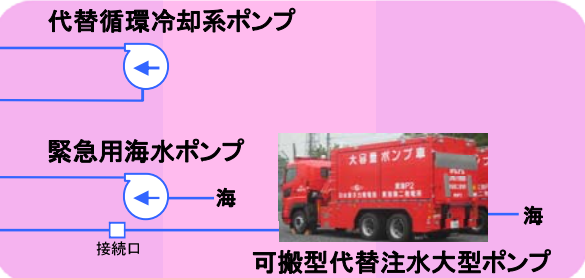 代替循環冷却系ポンプ
緊急用海水ポンプ
海
大容量ポンプ車
海
接続口
可搬型代替注水大型ポンプ